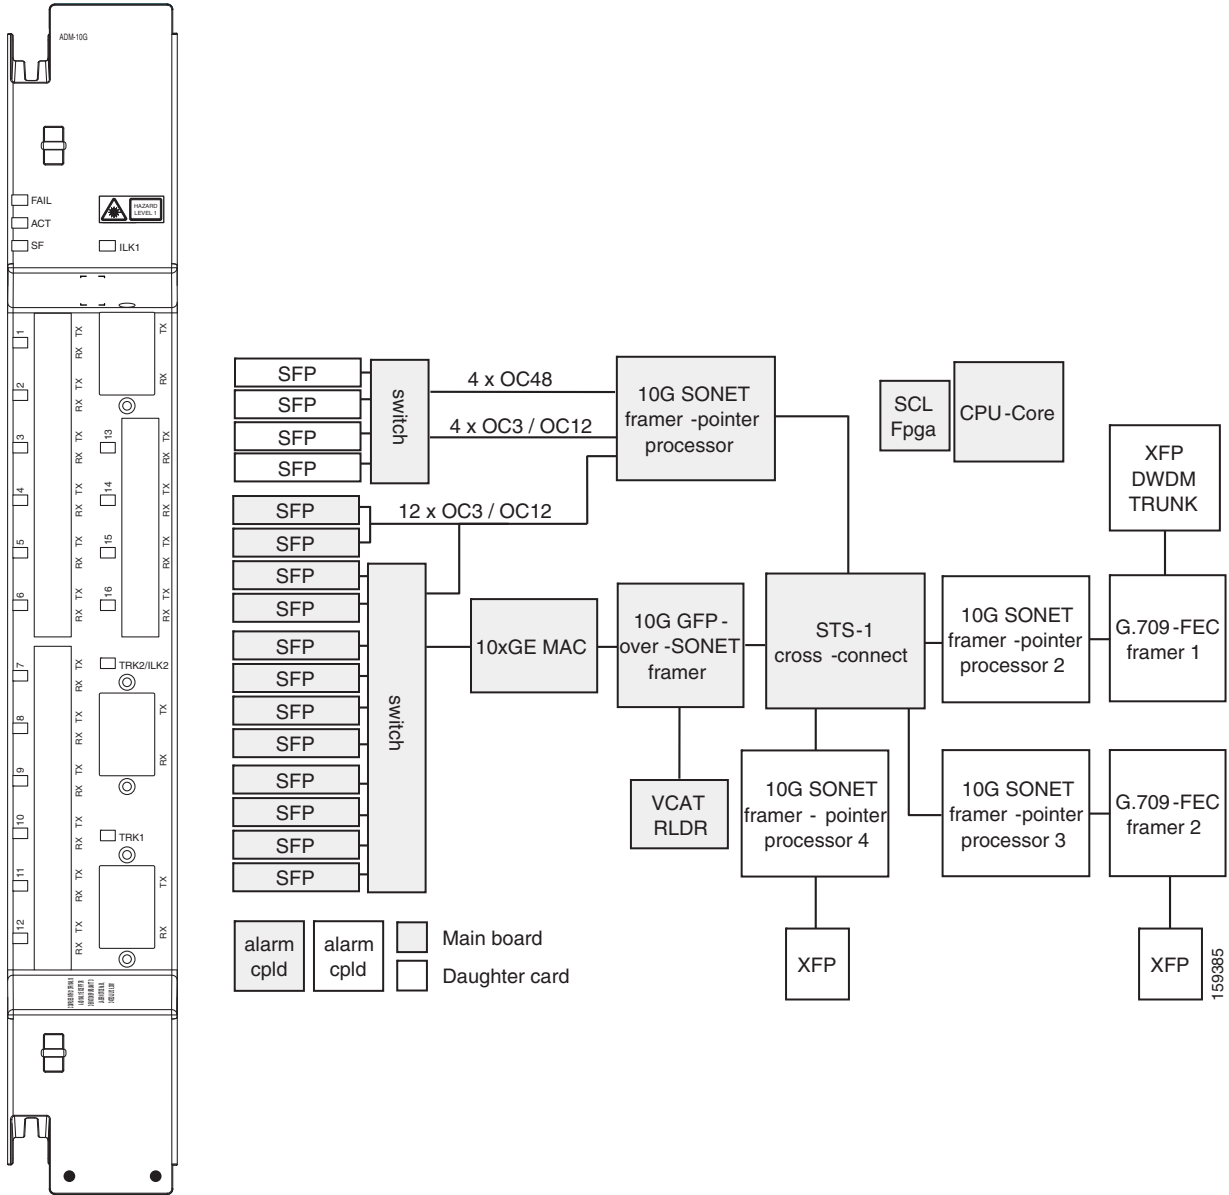 ADM-10G
FAIL
ACT
SF
HAZARD
LEVEL 1
ILK1
1
RX TX
2
RX TX
3
RX TX
4
RX TX
5
RX TX
6
RX TX
7
RX TX
8
RX TX
9
RX TX
10
RX TX
11
RX TX
12
RX TX
TX
RX
13
RX TX
14
RX TX
15
RX TX
16
RX TX
TRK2/ILK2
TX
RX
TRK1
TX
RX
SFP
SFP
SFP
SFP
switch
4 x OC48
4 x OC3 / OC12
10G SONET
framer -pointer
processor
SFP
SFP
12 x OC3 / OC12
SFP
SFP
SFP
SFP
SFP
SFP
SFP
SFP
SFP
SFP
switch
10xGE MAC
10G GFP -
over -SONET
framer
VCAT
RLDR
STS-1
cross -connect
SCL
Fpga
CPU -Core
XFP
DWDM
TRUNK
10G SONET
framer -pointer
processor 2
G.709 -FEC
framer 1
10G SONET
framer - pointer
processor 4
10G SONET
framer -pointer
processor 3
G.709 -FEC
framer 2
XFP
XFP
alarm
cpld
alarm
cpld
Main board
Daughter card
159385